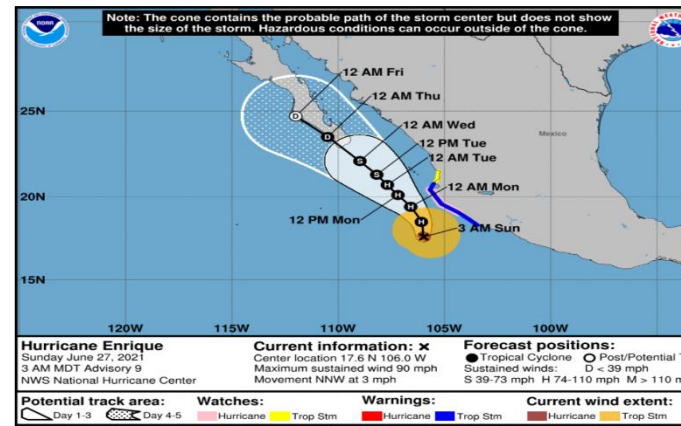 Note: The cone contains the probable path of the storm center but does not show
the size of the storm. Hazardous conditions can occur outside of the cone.
NOAA
12 AM Fri
12 AM Thu
25N
12 AM Wed
Mexico
12 PM Tue
12 AM Tue
20N
12 AM Mon
12 PM Mon
3 AM Sun
15N
D
D
S
S
H
H
H
H
120W 115W 110W 105W 100W
Hurricane Enrique
Sunday June 27, 2021
3 AM MDT Advisory 9
NWS National Hurricane Center
Current information: x
Center location 17.6 N 106.0 W
Maximum sustained wind 90 mph
Movement NNW at 3 mph
Forecast positions:
Tropical Cyclone Post/Potential T
Sustained winds: D < 39 mph
S 39-73 mph H 74-110 mph M > 110 m
Potential track area:
Day 1-3 Day 4-5
Watches:
Hurricane Trop Stm
Warnings:
Hurricane Trop Stm
Current wind extent:
Hurricane Trop Stm